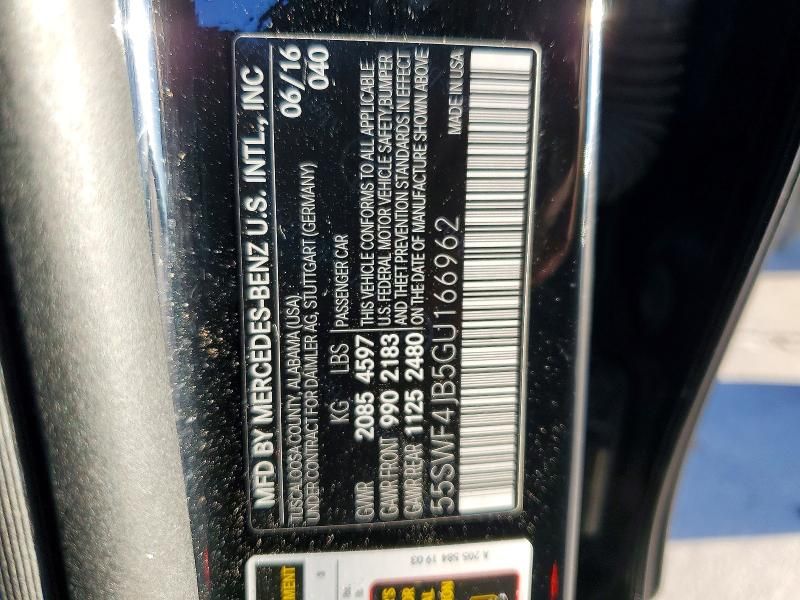 MFD BY MERCEDES-BENZ U.S. INTL., INC
TUSCALOOSA COUNTY, ALABAMA (USA) 06/16
UNDER CONTRACT FOR DAIMLER AG, STUTTGART (GERMANY) 040
KG LBS PASSENGER CAR
GWR 2085 4597 THIS VEHICLE CONFORMS TO ALL APPLICABLE
GAWR FRONT 990 2183 U.S. FEDERAL MOTOR VEHICLE SAFETY/BUMPER
GAWR REAR 1125 2480 AND THEFT PREVENTION STANDARDS IN EFFECT
ON THE DATE OF MANUFACTURE SHOWN ABOVE
55SWF4JB5GU166962 MADE IN USA
A 205 584 19 03